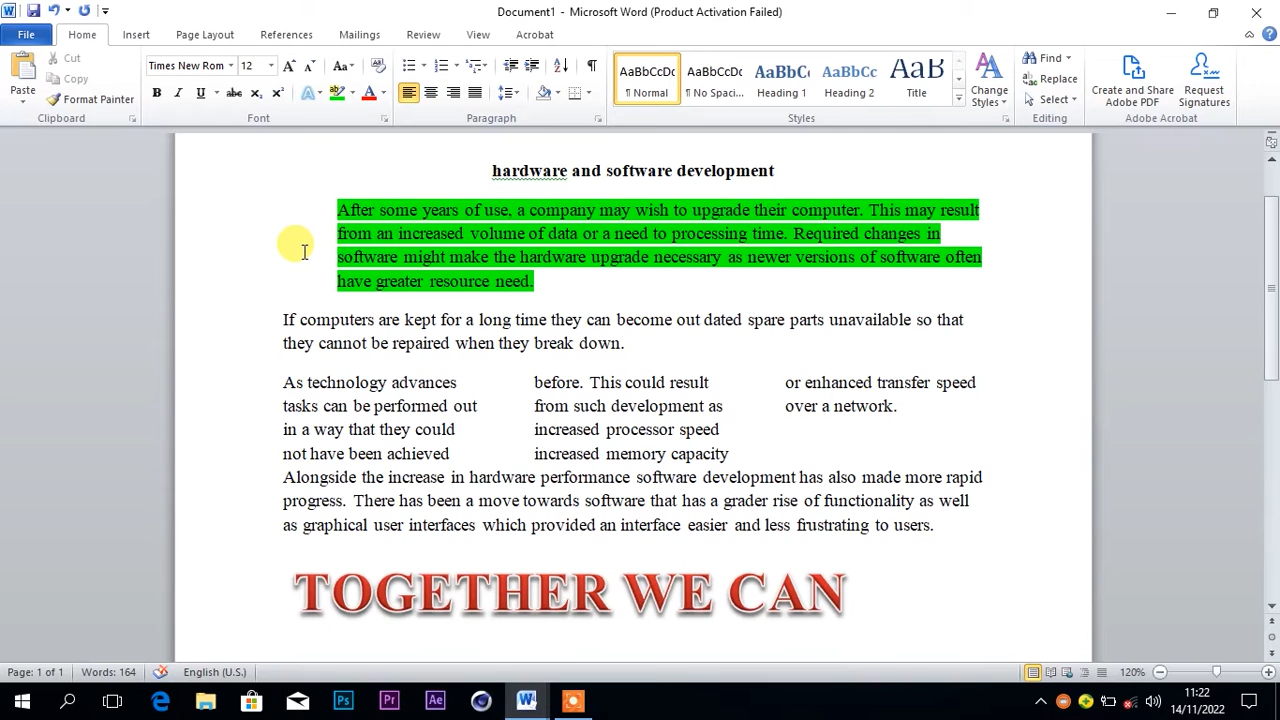 Document1 - Microsoft Word (Product Activation Failed)
File Home Insert Page Layout References Mailings Review View Acrobat
Cut
Copy
Format Painter
Paste
Clipboard
Times New Rom 12
Font
Paragraph
AaBbCcDc AaBbCcDc AaBbC AaBbCc AaB
¶ Normal ¶ No Spaci... Heading 1 Heading 2 Title
Change Styles
Styles
Find
Replace
Select
Editing
Create and Share Adobe PDF
Request Signatures
Adobe Acrobat
hardware and software development
After some years of use, a company may wish to upgrade their computer. This may result
from an increased volume of data or a need to processing time. Required changes in
software might make the hardware upgrade necessary as newer versions of software often
have greater resource need.
If computers are kept for a long time they can become out dated spare parts unavailable so that
they cannot be repaired when they break down.
As technology advances
tasks can be performed out
in a way that they could
not have been achieved
before. This could result
from such development as
increased processor speed
increased memory capacity
or enhanced transfer speed
over a network.
Alongside the increase in hardware performance software development has also made more rapid
progress. There has been a move towards software that has a grader rise of functionality as well
as graphical user interfaces which provided an interface easier and less frustrating to users.
TOGETHER WE CAN
Page: 1 of 1 Words: 164 English (U.S.) 120%
Ps Pr Ae
11:22
14/11/2022